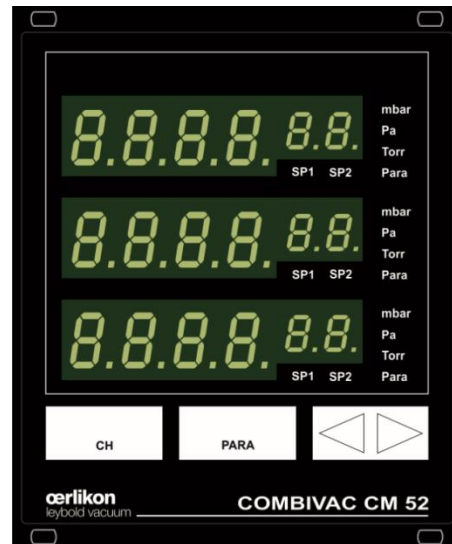 8.8.8.8. 8.8. mbar
Pa
Torr
SP1 SP2 Para
8.8.8.8. 8.8. mbar
Pa
Torr
SP1 SP2 Para
8.8.8.8. 8.8. mbar
Pa
Torr
SP1 SP2 Para
CH PARA
œrlikon
leybold vacuum COMBIVAC CM 52